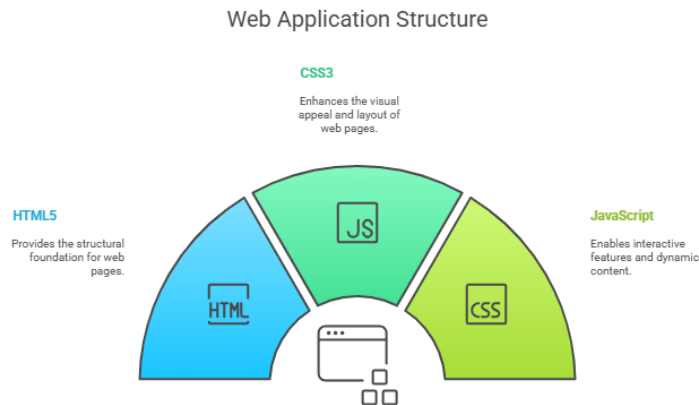 Web Application Structure
CSS3
Enhances the visual
appeal and layout of
web pages.
HTML5
Provides the structural
foundation for web
pages.
JavaScript
Enables interactive
features and dynamic
content.
JS
HTML
CSS